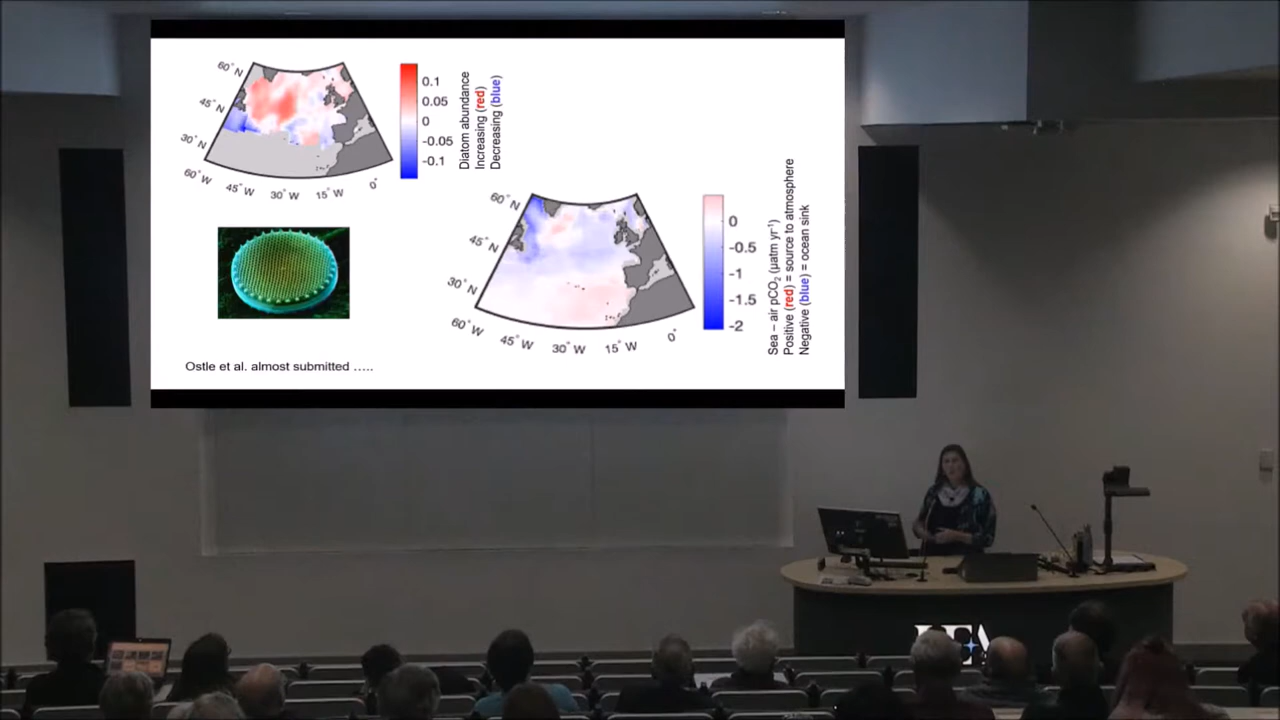 60° N
45° N
30° N
60° W
45° W
30° W
15° W
0°
0.1
0.05
0
-0.05
-0.1
Diatom abundance
Increasing (red)
Decreasing (blue)
60° N
45° N
30° N
60° W
45° W
30° W
15° W
0°
0
-0.5
-1
-1.5
-2
Sea – air pCO₂ (µatm yr⁻¹)
Positive (red) = source to atmosphere
Negative (blue) = ocean sink
Ostle et al. almost submitted …..